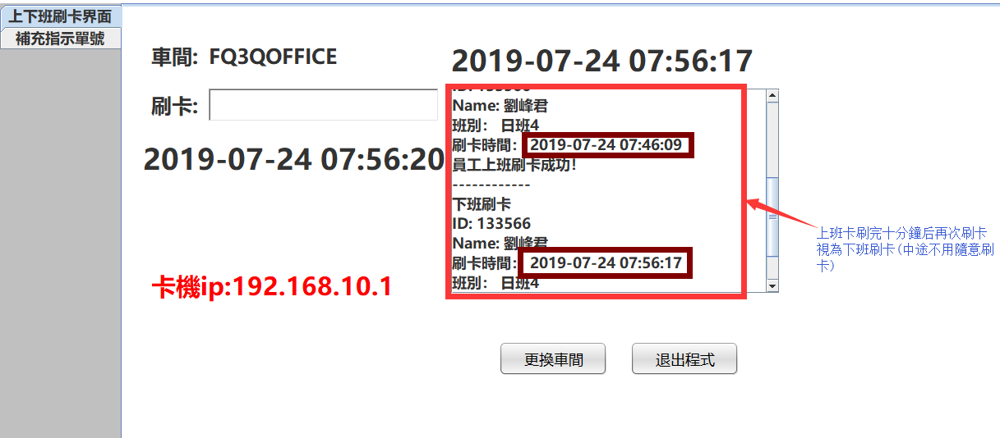 上下班刷卡界面
補充指示單號
車間: FQ3QOFFICE
刷卡:
2019-07-24 07:56:20
卡機ip:192.168.10.1
2019-07-24 07:56:17
ID: 133566
Name: 劉峰君
班別: 日班4
刷卡時間: 2019-07-24 07:46:09
員工上班刷卡成功!
------------
下班刷卡
ID: 133566
Name: 劉峰君
刷卡時間: 2019-07-24 07:56:17
班別: 日班4
上班卡刷完十分鐘后再次刷卡
視為下班刷卡(中途不用隨意刷
卡)
更換車間
退出程式